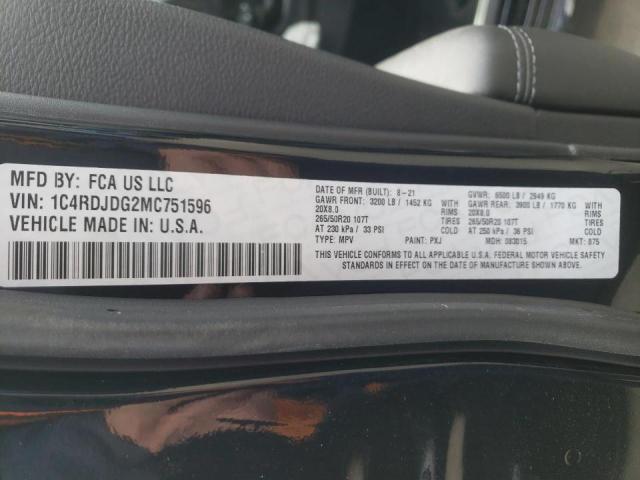 MFD BY: FCA US LLC
VIN: 1C4RDJDG2MC751596
VEHICLE MADE IN: U.S.A.
DATE OF MFR (BUILT): 8-21 GVWR: 6500 LB / 2949 KG
GAWR FRONT: 3200 LB / 1452 KG WITH GAWR REAR: 3900 LB / 1770 KG WITH
20X8.0 RIMS 20X8.0 RIMS
265/50R20 107T TIRES 265/50R20 107T TIRES
AT 230 kPa / 33 PSI COLD AT 250 kPa / 36 PSI COLD
TYPE: MPV PAINT: PXJ MDH: 083015 MKT: 875
THIS VEHICLE CONFORMS TO ALL APPLICABLE U.S.A. FEDERAL MOTOR VEHICLE SAFETY
STANDARDS IN EFFECT ON THE DATE OF MANUFACTURE SHOWN ABOVE.